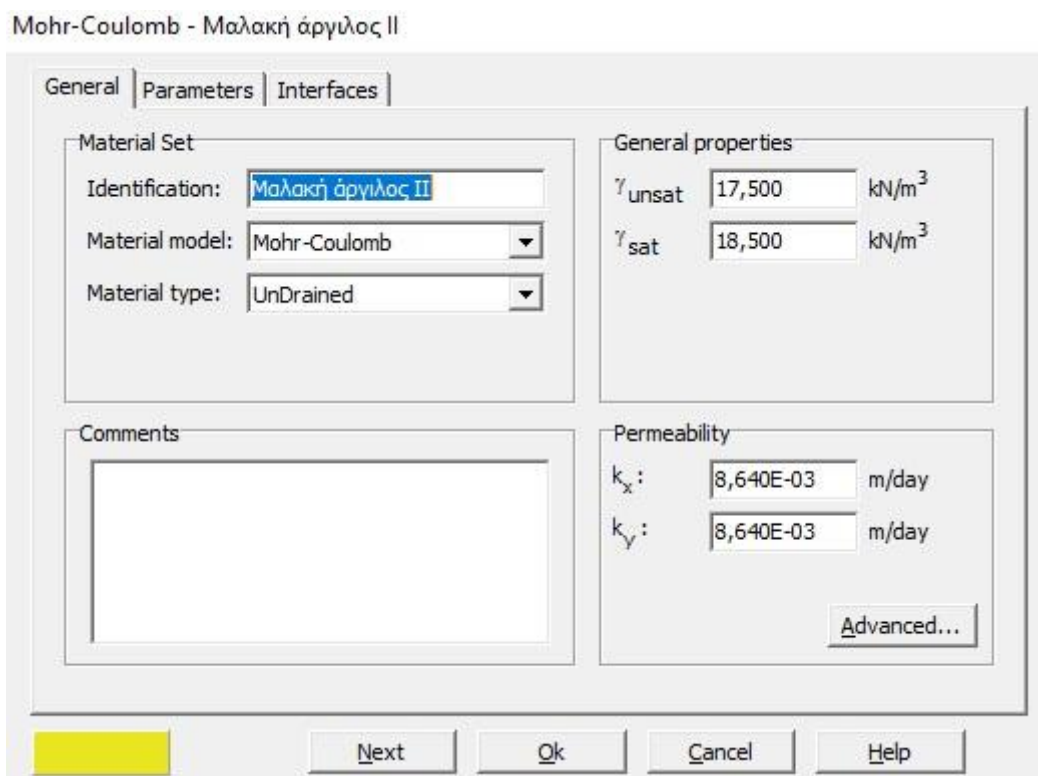 Mohr-Coulomb - Μαλακή άργιλος ΙΙ
General Parameters Interfaces
Material Set
Identification: Μαλακή άργιλος ΙΙ
Material model: Mohr-Coulomb
Material type: UnDrained
General properties
γunsat 17,500 kN/m³
γsat 18,500 kN/m³
Comments
Permeability
kx: 8,640E-03 m/day
ky: 8,640E-03 m/day
Advanced...
Next Ok Cancel Help